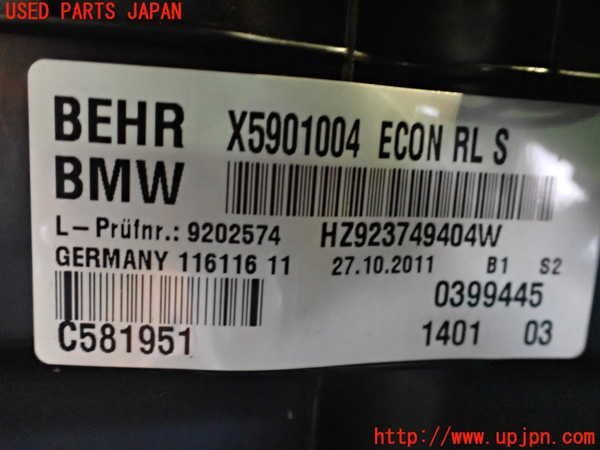 USED PARTS JAPAN
BEHR X5901004 ECON RL S
BMW
L-Prüfnr.: 9202574 HZ923749404W
GERMANY 116116 11 27.10.2011 B1 S2
0399445
C581951 1401 03
http://www.upjpn.com/